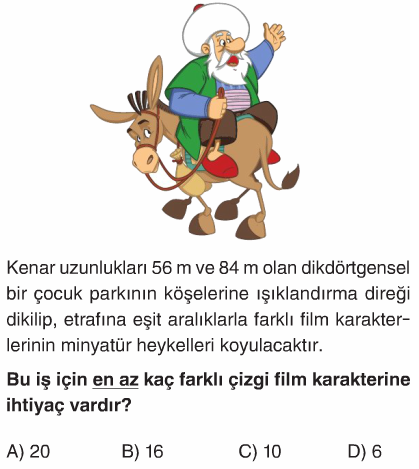 Kenar uzunlukları 56 m ve 84 m olan dikdörtgensel
bir çocuk parkının köşelerine ışıklandırma direği
dikilip, etrafına eşit aralıklarla farklı film karakter-
lerinin minyatür heykelleri koyulacaktır.
Bu iş için en az kaç farklı çizgi film karakterine
ihtiyaç vardır?
A) 20 B) 16 C) 10 D) 6